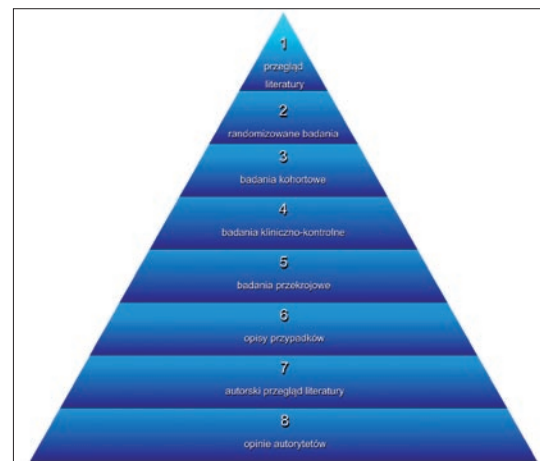 1
przegląd
literatury
2
randomizowane badania
3
badania kohortowe
4
badania kliniczno-kontrolne
5
badania przekrojowe
6
opisy przypadków
7
autorski przegląd literatury
8
opinie autorytetów